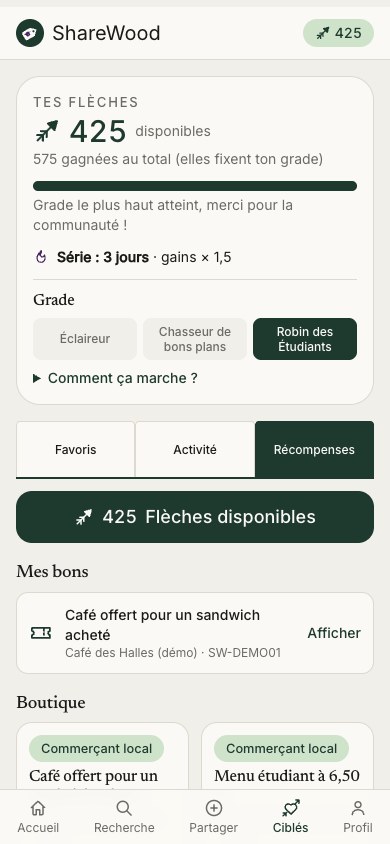 ShareWood
425
TES FLÈCHES
425 disponibles
575 gagnées au total (elles fixent ton grade)
Grade le plus haut atteint, merci pour la
communauté !
Série : 3 jours · gains × 1,5
Grade
Éclaireur
Chasseur de
bons plans
Robin des
Étudiants
Comment ça marche ?
Favoris
Activité
Récompenses
425 Flèches disponibles
Mes bons
Café offert pour un sandwich
acheté
Afficher
Café des Halles (démo) · SW-DEMO01
Boutique
Commerçant local
Café offert pour un
Commerçant local
Menu étudiant à 6,50
Accueil
Recherche
Partager
Ciblés
Profil